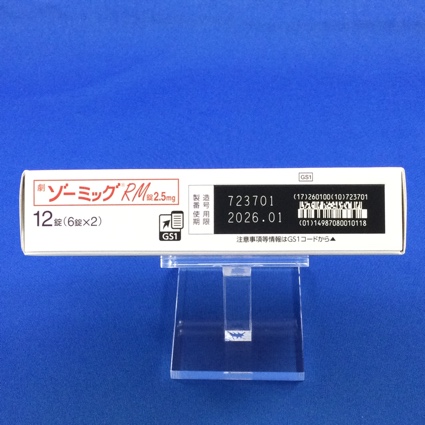 劇 ゾーミッグ® RM錠2.5mg
12錠(6錠×2)
GS1
製造番号 723701
使用期限 2026.01
GS1
(17)260100(10)723701
(01)14987080010118
注意事項等情報はGS1コードから▲